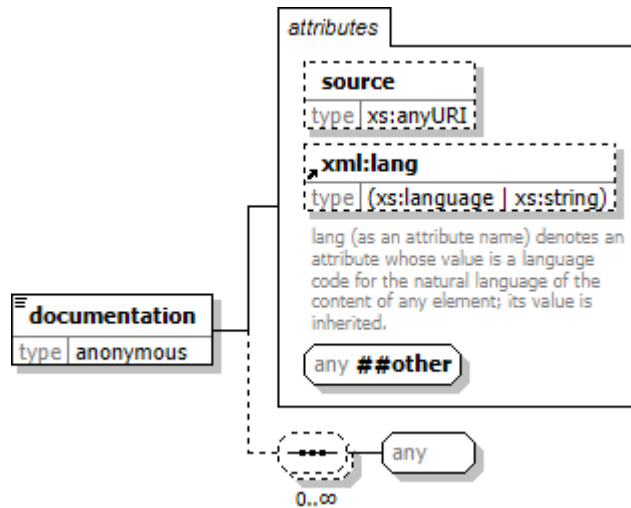 attributes
source
type xs:anyURI
xml:lang
type (xs:language | xs:string)
lang (as an attribute name) denotes an
attribute whose value is a language
code for the natural language of the
content of any element; its value is
inherited.
documentation
type anonymous
any ##other
any
0..∞